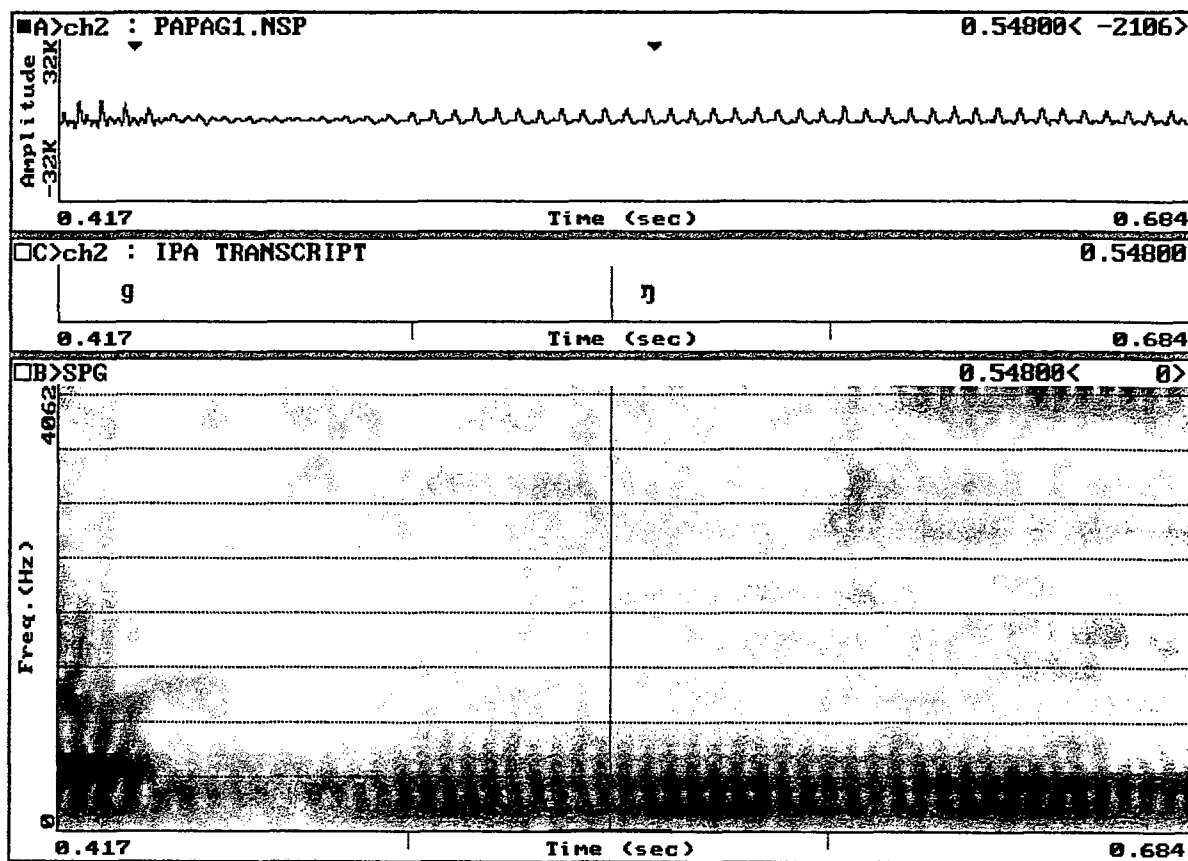 ■A>ch2 : PAPAG1.NSP 0.54800< -2106>
Amplitude
-32K 32K
0.417 Time (sec) 0.684
□C>ch2 : IPA TRANSCRIPT 0.54800
g ŋ
0.417 Time (sec) 0.684
□B>SPG 0.54800< 0>
Freq.(Hz)
0 4062
0.417 Time (sec) 0.684